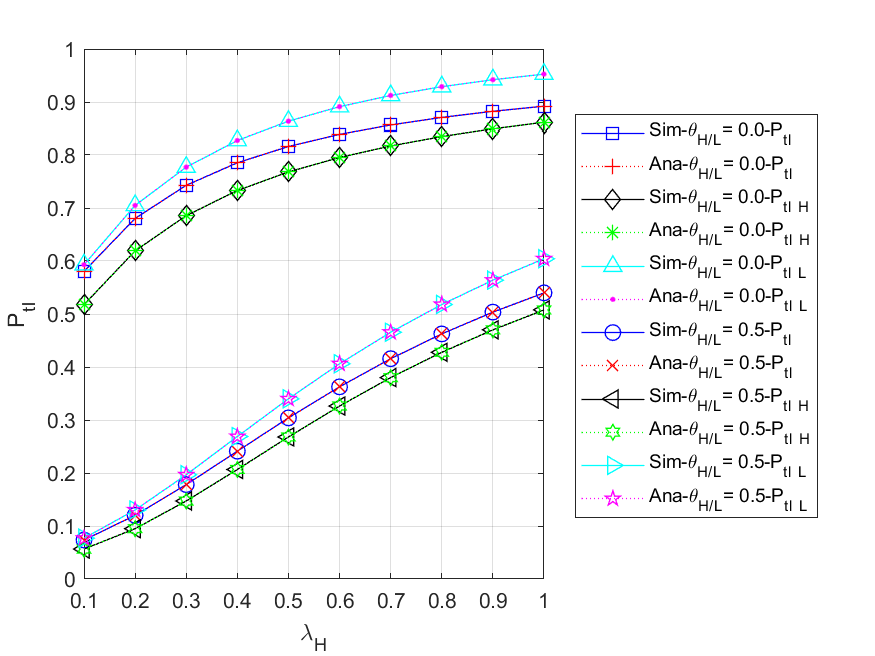 1
0.9
0.8
0.7
0.6
0.5
0.4
0.3
0.2
0.1
0
P_tl
0.1 0.2 0.3 0.4 0.5 0.6 0.7 0.8 0.9 1
λ_H
Sim-θ_H/L= 0.0-P_tl
Ana-θ_H/L= 0.0-P_tl
Sim-θ_H/L= 0.0-P_tl H
Ana-θ_H/L= 0.0-P_tl H
Sim-θ_H/L= 0.0-P_tl L
Ana-θ_H/L= 0.0-P_tl L
Sim-θ_H/L= 0.5-P_tl
Ana-θ_H/L= 0.5-P_tl
Sim-θ_H/L= 0.5-P_tl H
Ana-θ_H/L= 0.5-P_tl H
Sim-θ_H/L= 0.5-P_tl L
Ana-θ_H/L= 0.5-P_tl L